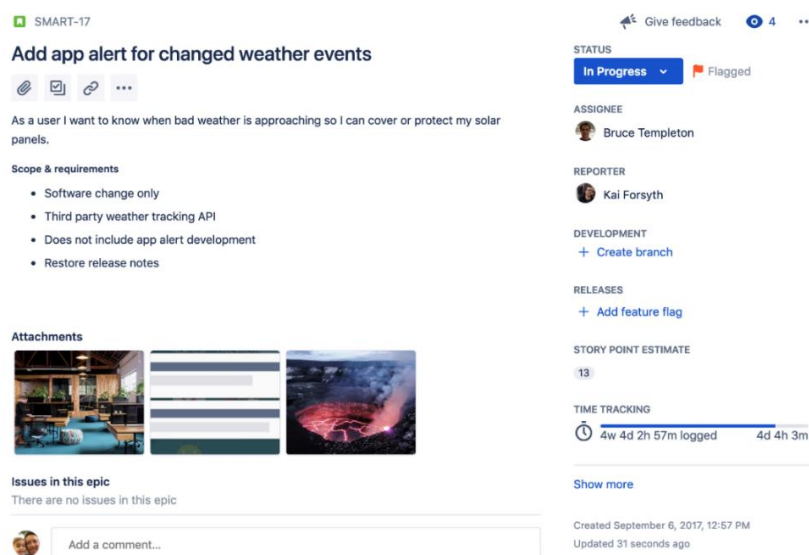 SMART-17
Give feedback
4
Add app alert for changed weather events
As a user I want to know when bad weather is approaching so I can cover or protect my solar
panels.
Scope & requirements
• Software change only
• Third party weather tracking API
• Does not include app alert development
• Restore release notes
Attachments
Issues in this epic
There are no issues in this epic
Add a comment...
STATUS
In Progress
Flagged
ASSIGNEE
Bruce Templeton
REPORTER
Kai Forsyth
DEVELOPMENT
+ Create branch
RELEASES
+ Add feature flag
STORY POINT ESTIMATE
13
TIME TRACKING
4w 4d 2h 57m logged 4d 4h 3m
Show more
Created September 6, 2017, 12:57 PM
Updated 31 seconds ago